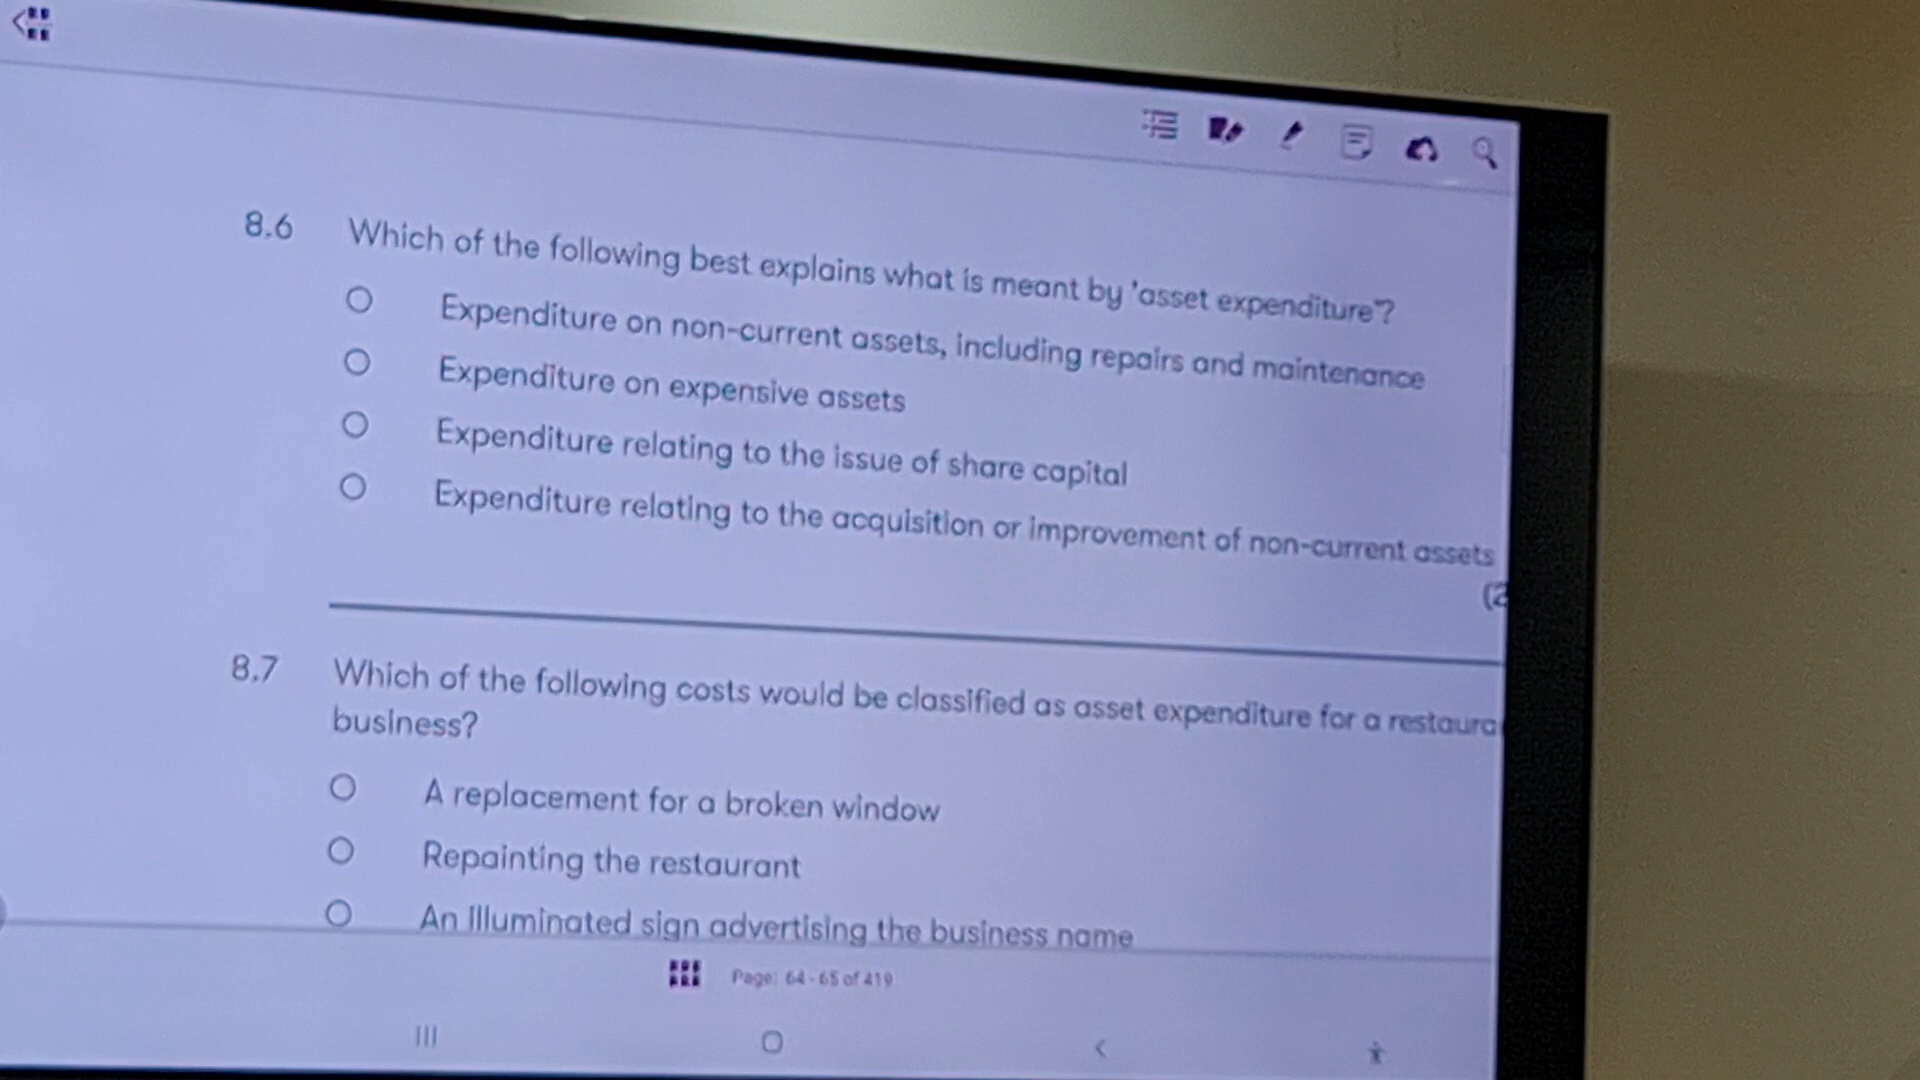 8.6 Which of the following best explains what is meant by 'asset expenditure'?
Expenditure on non-current assets, including repairs and maintenance
Expenditure on expensive assets
Expenditure relating to the issue of share capital
Expenditure relating to the acquisition or improvement of non-current assets
(2
8.7 Which of the following costs would be classified as asset expenditure for a restaura
business?
A replacement for a broken window
Repainting the restaurant
An illuminated sign advertising the business name
Page: 64-65 of 419